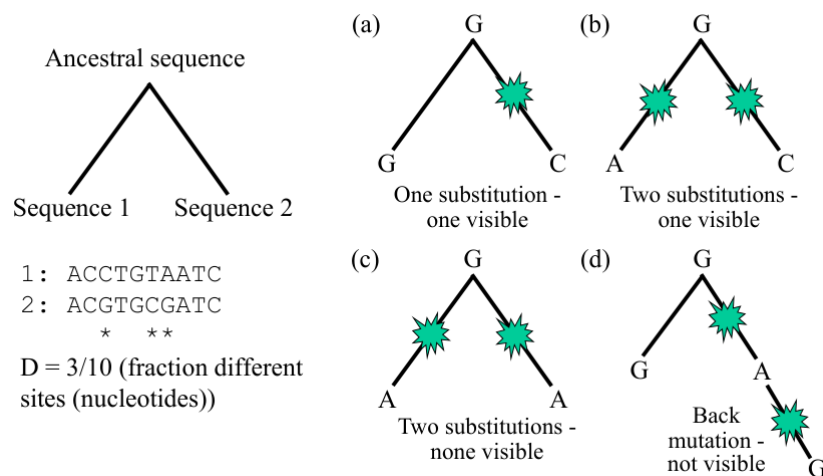 Ancestral sequence
Sequence 1 Sequence 2
1: ACCTGTAATC
2: ACGTGCGATC
* **
D = 3/10 (fraction different
sites (nucleotides))
(a)
G
G
C
One substitution -
one visible
(b)
G
A
C
Two substitutions -
one visible
(c)
G
A
A
Two substitutions -
none visible
(d)
G
G
A
G
Back
mutation -
not visible